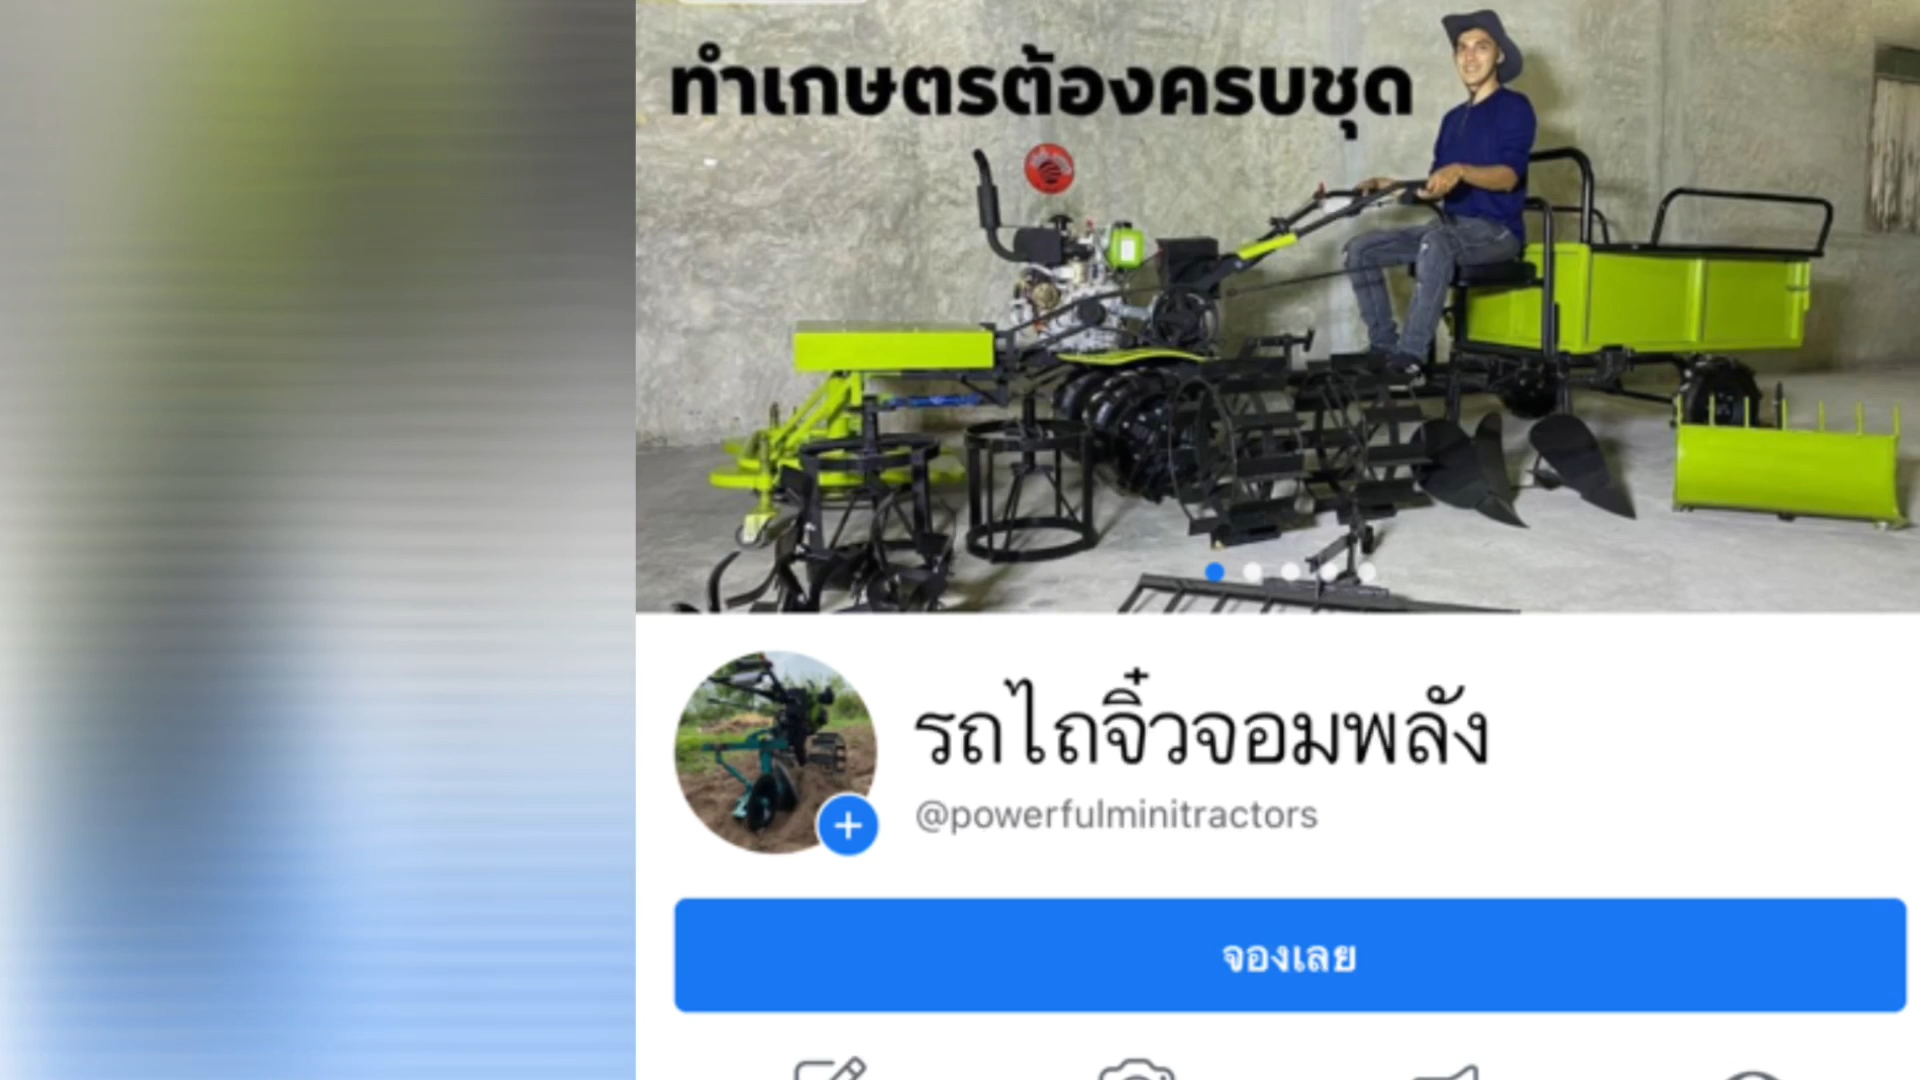 ทำเกษตรต้องครบชุด
รถไถจิ๋วจอมพลัง
@powerfulminitractors
จองเลย